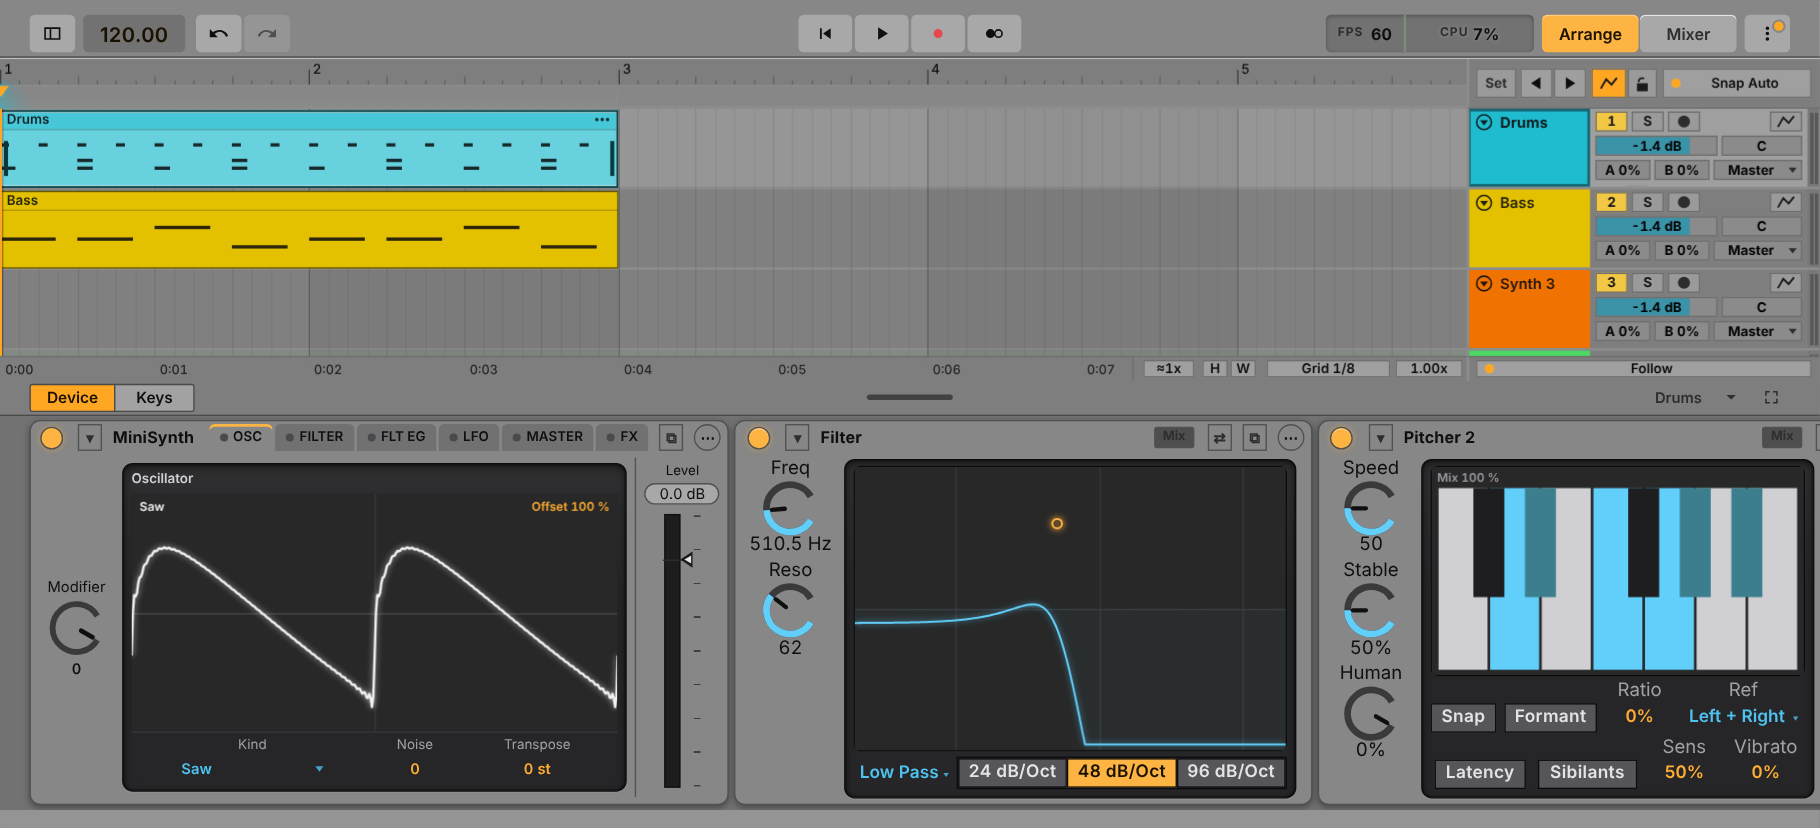 120.00
FPS 60
CPU 7%
Arrange
Mixer
1 2 3 4 5
Set
Snap Auto
Drums
Drums
1 S
-1.4 dB C
A 0% B 0% Master
Bass
Bass
2 S
-1.4 dB C
A 0% B 0% Master
Synth 3
3 S
-1.4 dB C
A 0% B 0% Master
0:00 0:01 0:02 0:03 0:04 0:05 0:06 0:07
≈1x H W Grid 1/8 1.00x
Follow
Device Keys
Drums
MiniSynth
OSC FILTER FLT EG LFO MASTER FX
Modifier
0
Oscillator
Saw
Offset 100 %
Kind Noise Transpose
Saw 0 0 st
Level
0.0 dB
Filter
Mix
Freq
510.5 Hz
Reso
62
Low Pass
24 dB/Oct 48 dB/Oct 96 dB/Oct
Pitcher 2
Mix
Speed
50
Stable
50%
Human
0%
Mix 100 %
Ratio Ref
Snap Formant 0% Left + Right
Sens Vibrato
Latency Sibilants 50% 0%